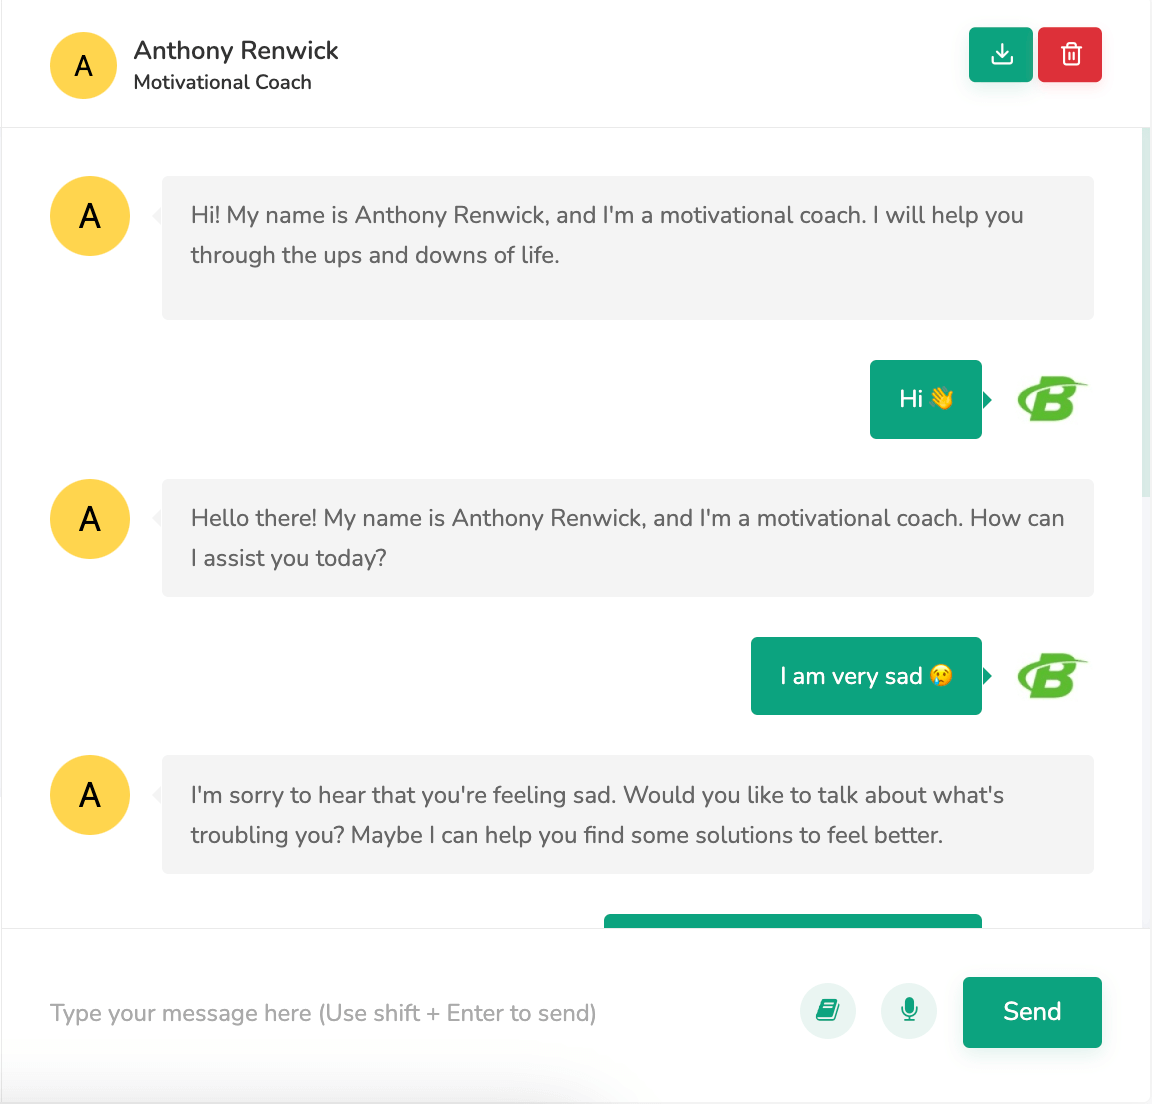 A
Anthony Renwick
Motivational Coach
A
Hi! My name is Anthony Renwick, and I'm a motivational coach. I will help you
through the ups and downs of life.
Hi 👋
B
A
Hello there! My name is Anthony Renwick, and I'm a motivational coach. How can
I assist you today?
I am very sad 😢
B
A
I'm sorry to hear that you're feeling sad. Would you like to talk about what's
troubling you? Maybe I can help you find some solutions to feel better.
Type your message here (Use shift + Enter to send)
Send